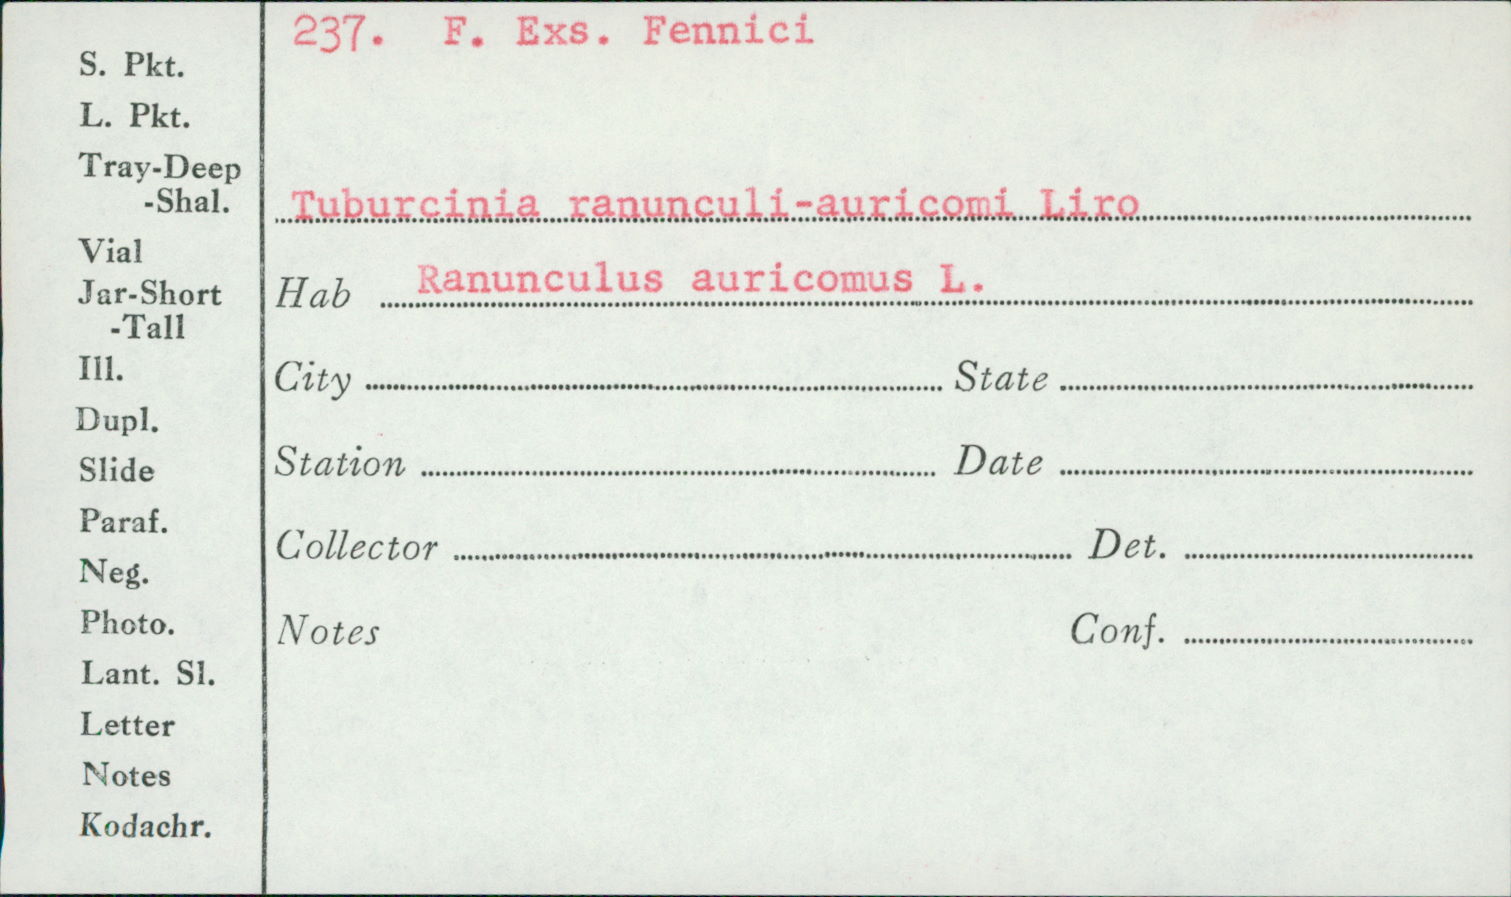 237. F. Exs. Fennici
S. Pkt.
L. Pkt.
Tray-Deep
-Shal.
Tuburcinia ranunculi-auricomi Liro
Vial
Jar-Short
-Tall
Hab Ranunculus auricomus L.
Ill.
City State
Dupl.
Slide
Station Date
Paraf.
Neg.
Collector Det.
Photo.
Notes Conf.
Lant. Sl.
Letter
Notes
Kodachr.